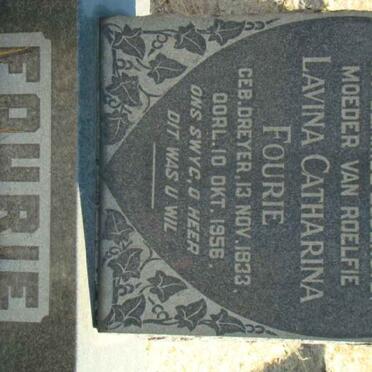 MOEDER VAN ROELFIE
LAVINA CATHARINA
FOURIE
GEB. DREYER 13 NOV. 1833
OORL. 10 OKT. 1956.
ONS SWYG, O HEER
DIT WAS U WIL
FOURIE